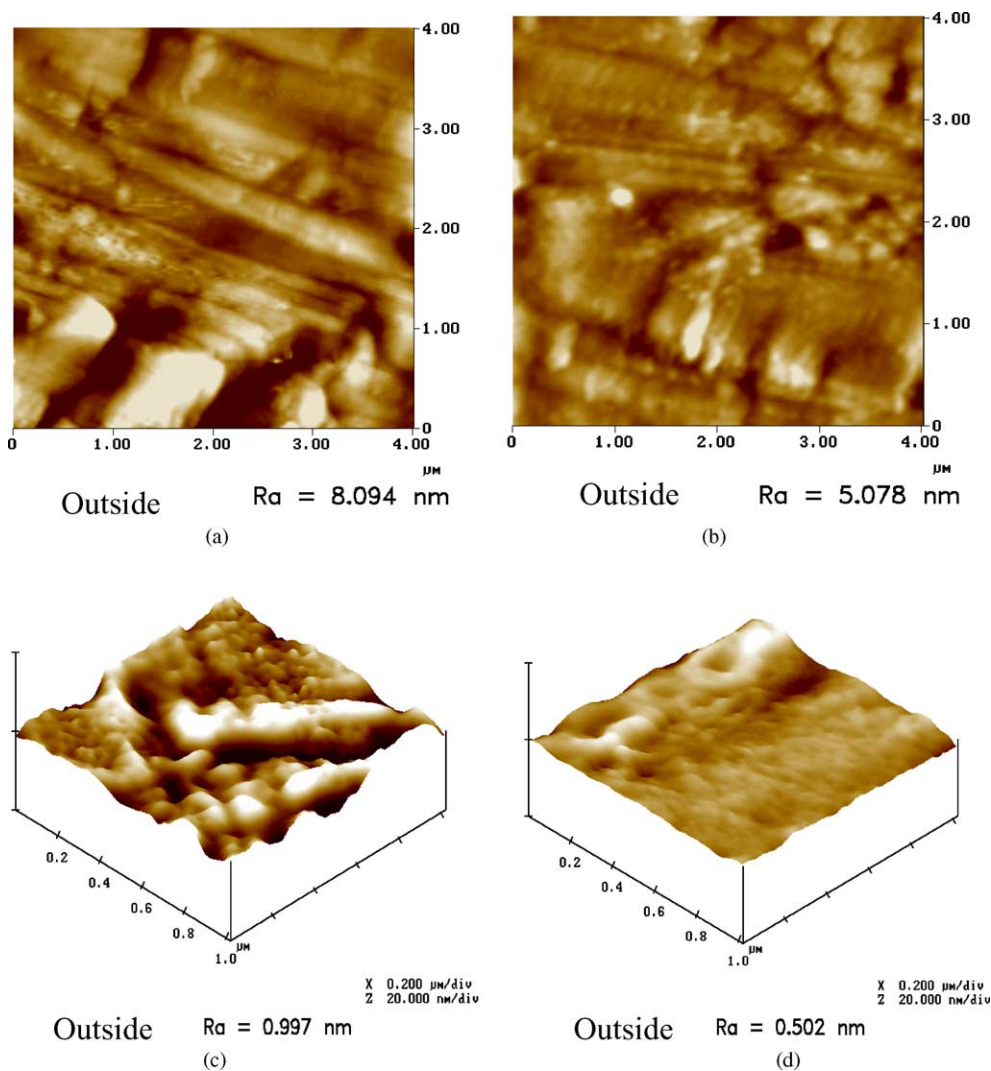 4.00
3.00
2.00
1.00
0
0 1.00 2.00 3.00 4.00
μM
Outside Ra = 8.094 nm
(a)
4.00
3.00
2.00
1.00
0
0 1.00 2.00 3.00 4.00
μM
Outside Ra = 5.078 nm
(b)
0.2
0.4
0.6
0.8
1.0
μM
X 0.200 μM/div
Z 20.000 nM/div
Outside Ra = 0.997 nm
(c)
0.2
0.4
0.6
0.8
1.0
μM
X 0.200 μM/div
Z 20.000 nM/div
Outside Ra = 0.502 nm
(d)